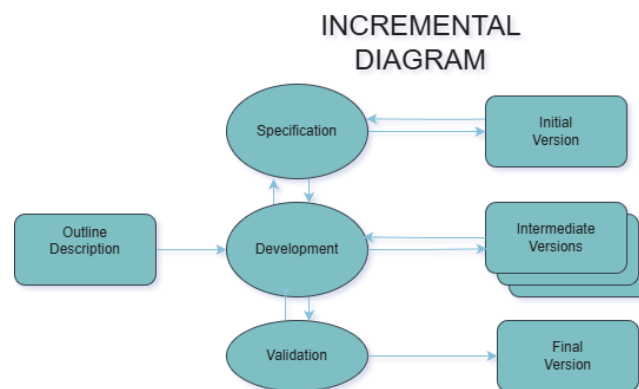 INCREMENTAL
DIAGRAM
Specification
Initial
Version
Outline
Description
Development
Intermediate
Versions
Validation
Final
Version